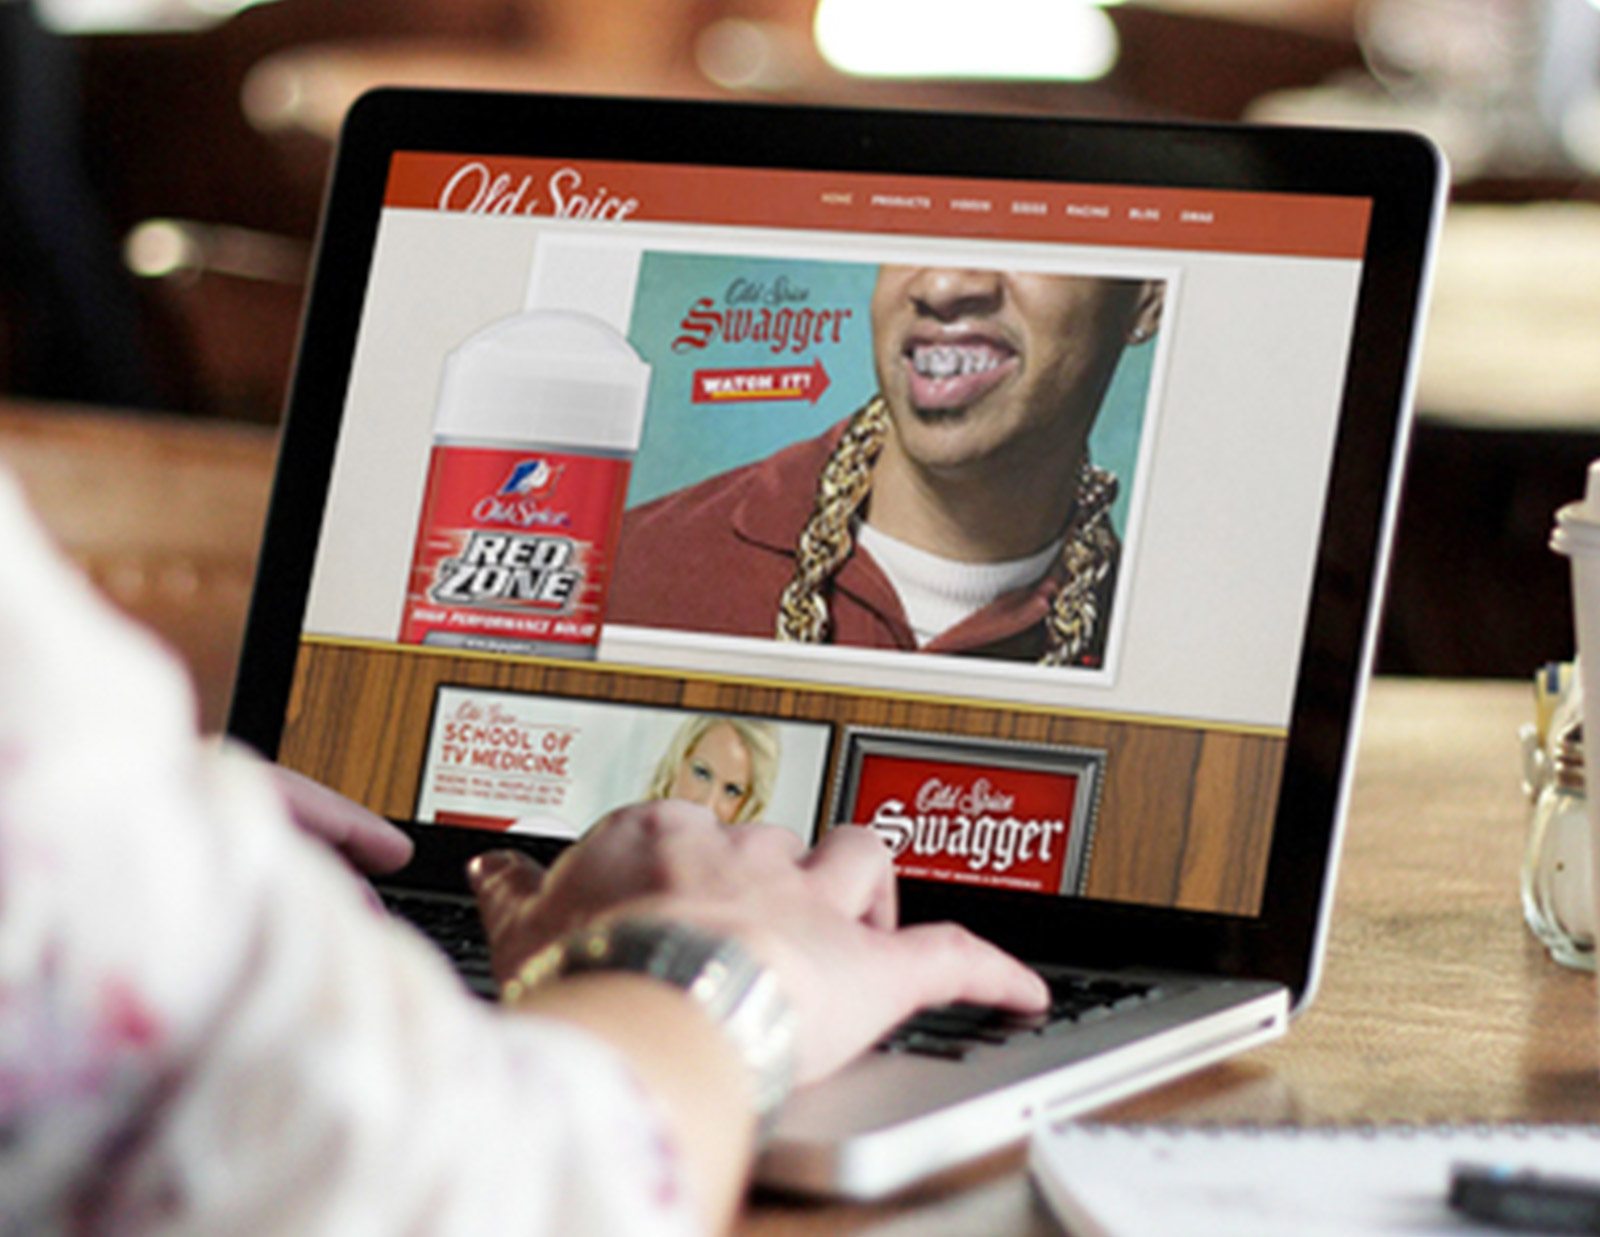 Old Spice
HOME PRODUCTS VIDEOS RACING BLOG SWAG
Old Spice
Swagger
WATCH IT!
Old Spice
RED
ZONE
HIGH PERFORMANCE SOLID
Old Spice
SCHOOL OF
TV MEDICINE
Old Spice
Swagger